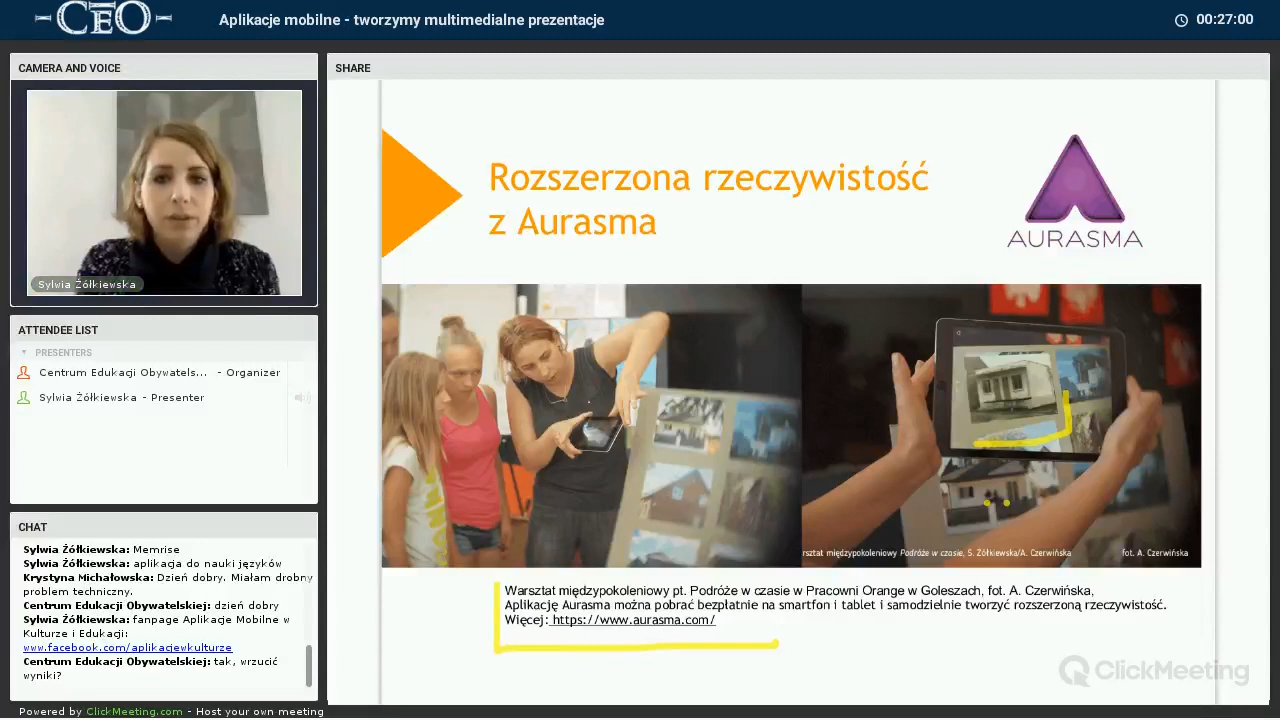 CEO
Aplikacje mobilne - tworzymy multimedialne prezentacje
00:27:00
CAMERA AND VOICE
Sylwia Żółkiewska
ATTENDEE LIST
PRESENTERS
Centrum Edukacji Obywatels... - Organizer
Sylwia Żółkiewska - Presenter
CHAT
Sylwia Żółkiewska: Memrise
Sylwia Żółkiewska: aplikacja do nauki języków
Krystyna Michałowska: Dzień dobry. Miałam drobny
problem techniczny.
Centrum Edukacji Obywatelskiej: dzień dobry
Sylwia Żółkiewska: fanpage Aplikacje Mobilne w
Kulturze i Edukacji:
www.facebook.com/aplikacjewkulturze
Centrum Edukacji Obywatelskiej: tak, wrzucić
wyniki?
Powered by ClickMeeting.com - Host your own meeting
SHARE
Rozszerzona rzeczywistość
z Aurasma
AURASMA
rsztat międzypokoleniowy Podróże w czasie, S. Żółkiewska/A. Czerwińska
fot. A. Czerwińska
Warsztat międzypokoleniowy pt. Podróże w czasie w Pracowni Orange w Goleszach, fot. A. Czerwińska,
Aplikację Aurasma można pobrać bezpłatnie na smartfon i tablet i samodzielnie tworzyć rozszerzoną rzeczywistość.
Więcej: https://www.aurasma.com/
ClickMeeting